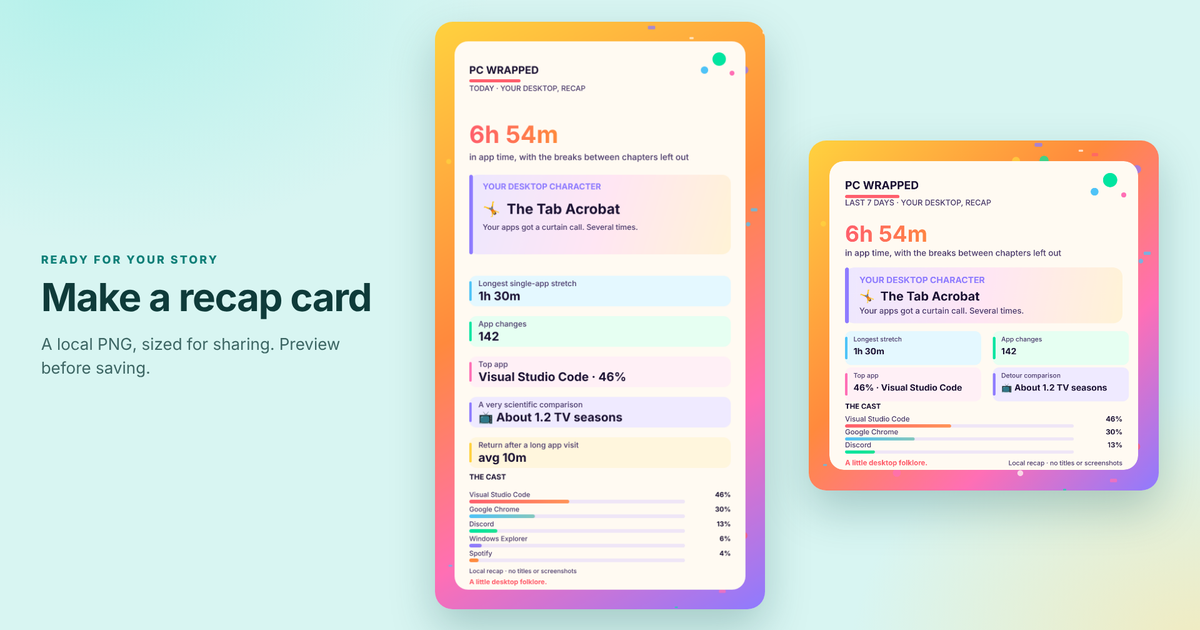 READY FOR YOUR STORY
Make a recap card
A local PNG, sized for sharing. Preview
before saving.
PC WRAPPED
TODAY · YOUR DESKTOP, RECAP
6h 54m
in app time, with the breaks between chapters left out
YOUR DESKTOP CHARACTER
🤸 The Tab Acrobat
Your apps got a curtain call. Several times.
Longest single-app stretch
1h 30m
App changes
142
Top app
Visual Studio Code · 46%
A very scientific comparison
📺 About 1.2 TV seasons
Return after a long app visit
avg 10m
THE CAST
Visual Studio Code 46%
Google Chrome 30%
Discord 13%
Windows Explorer 6%
Spotify 4%
Local recap · no titles or screenshots
A little desktop folklore.
PC WRAPPED
LAST 7 DAYS · YOUR DESKTOP, RECAP
6h 54m
in app time, with the breaks between chapters left out
YOUR DESKTOP CHARACTER
🤸 The Tab Acrobat
Your apps got a curtain call. Several times.
Longest stretch
1h 30m
App changes
142
Top app
46% · Visual Studio Code
Detour comparison
📺 About 1.2 TV seasons
THE CAST
Visual Studio Code 46%
Google Chrome 30%
Discord 13%
A little desktop folklore. Local recap · no titles or screenshots